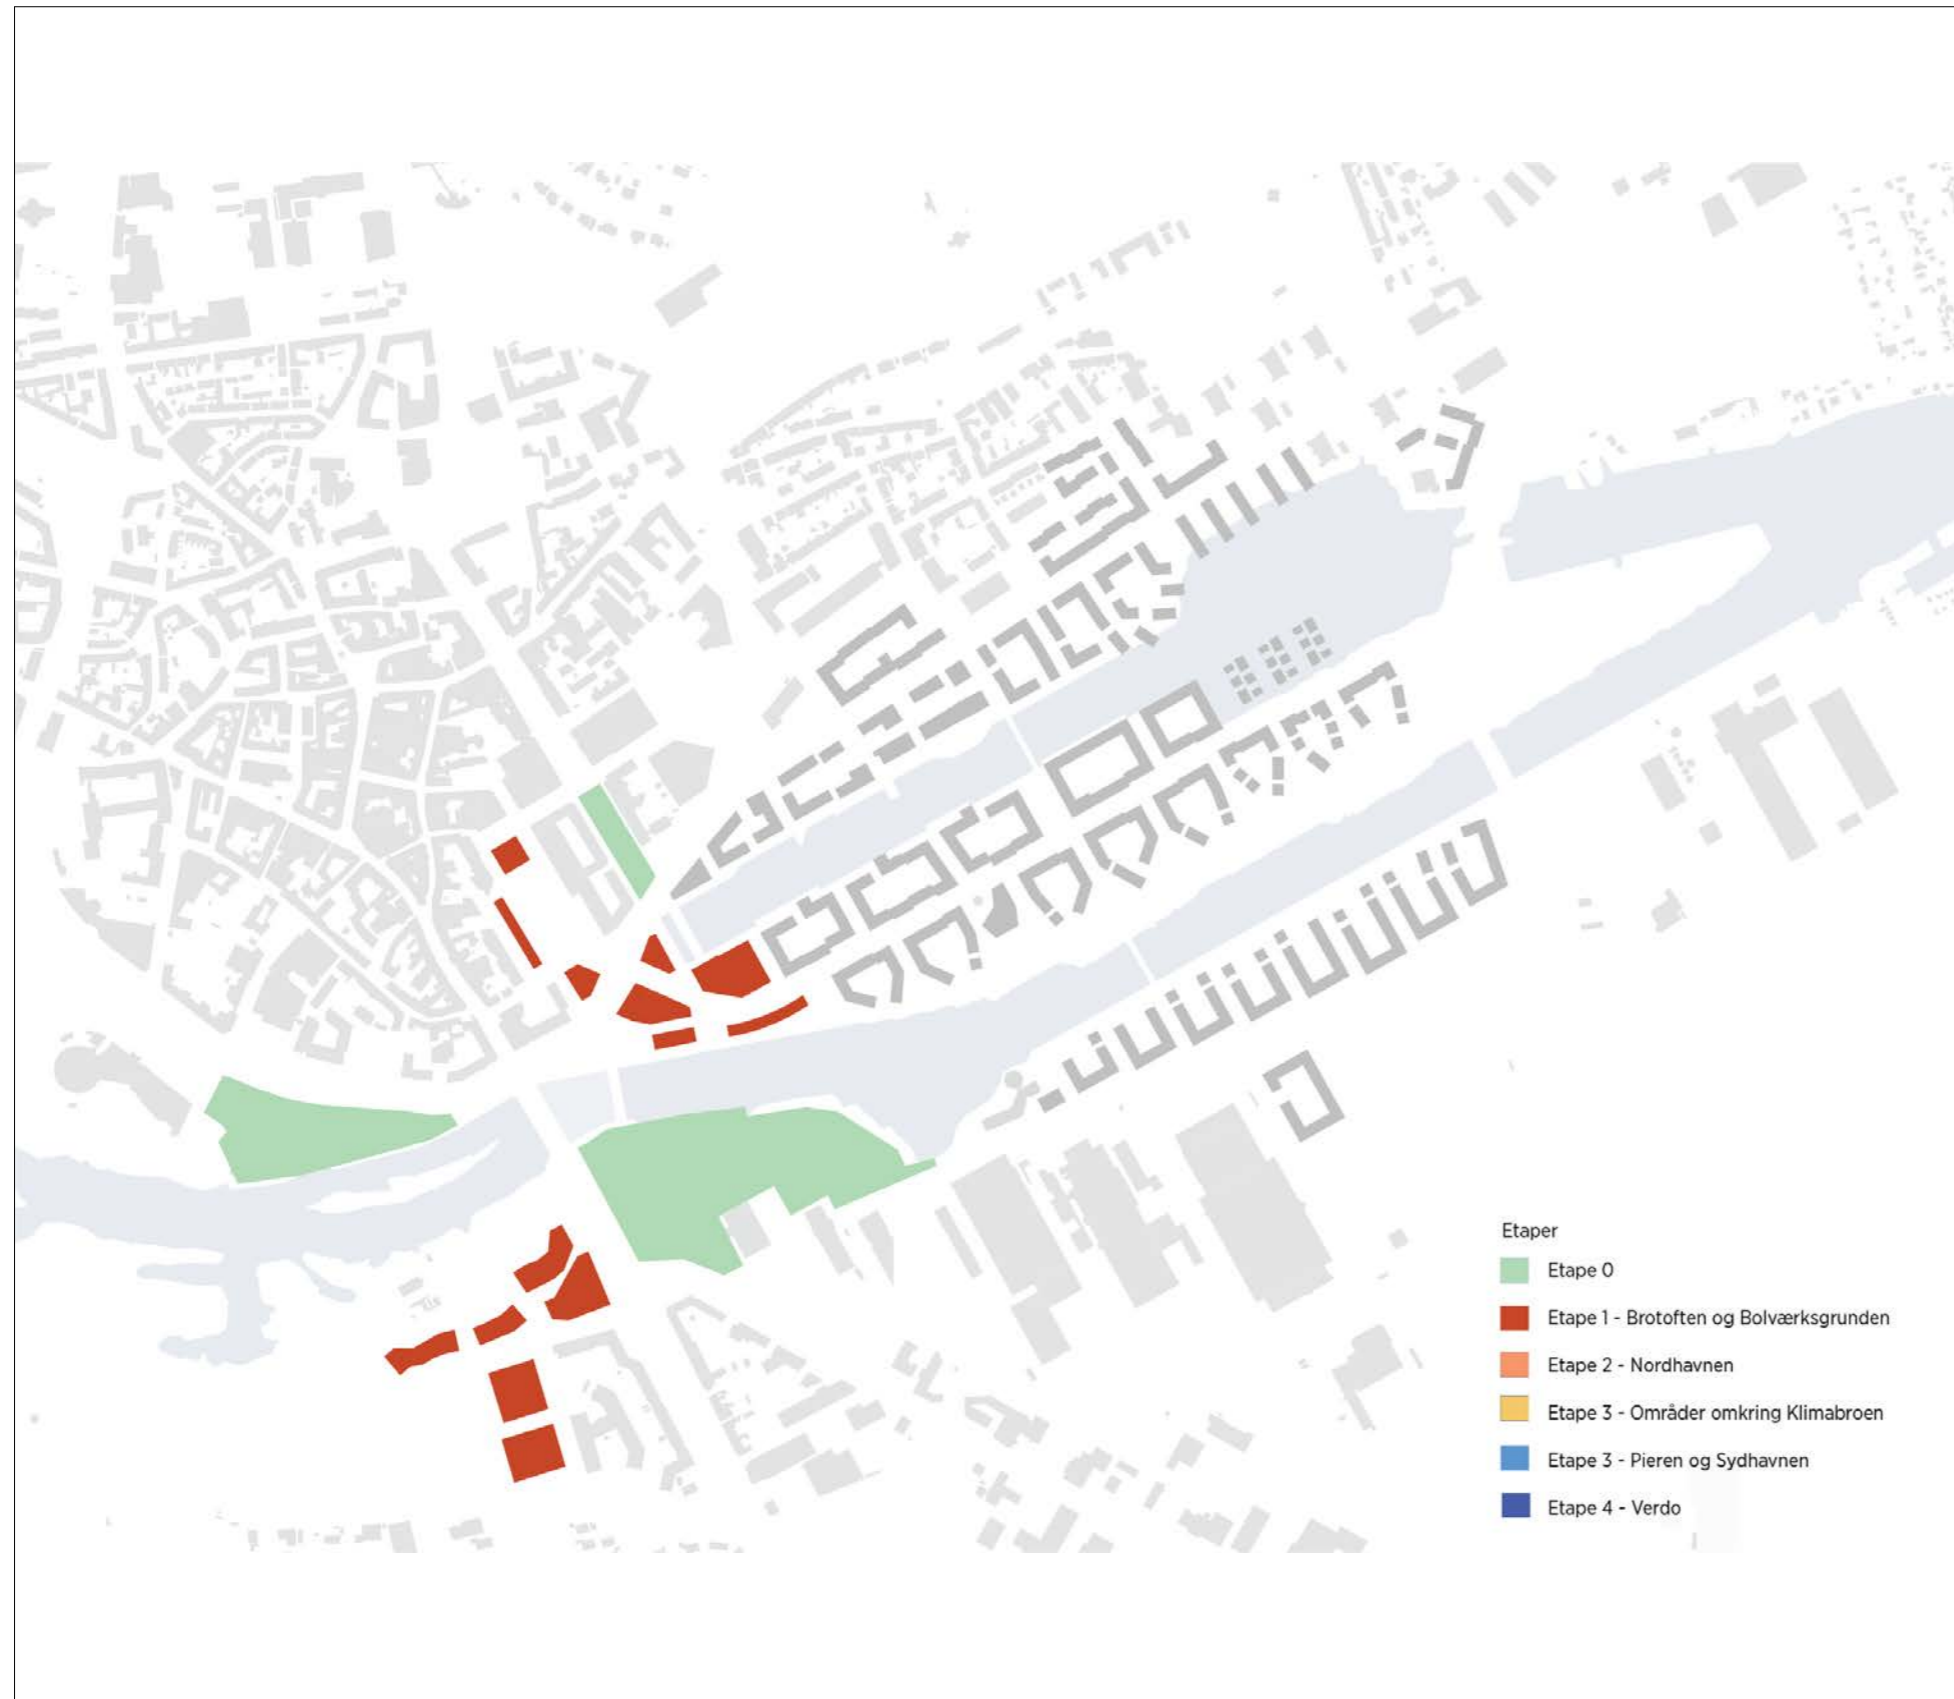 Etaper
Etape 0
Etape 1 - Brotoften og Bolværksgrunden
Etape 2 - Nordhavnen
Etape 3 - Områder omkring Klimabroen
Etape 3 - Pieren og Sydhavnen
Etape 4 - Verdo